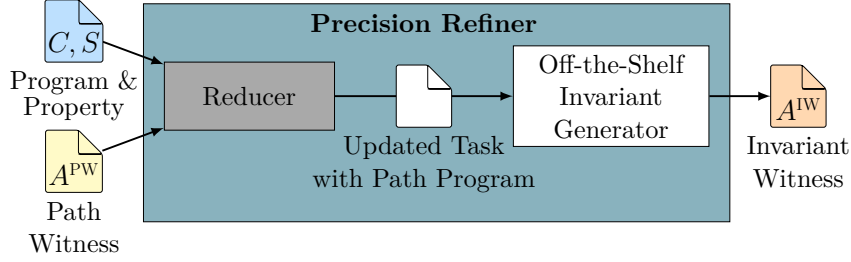 Precision Refiner
C, S
Program &
Property
A^PW
Path
Witness
Reducer
Updated Task
with Path Program
Off-the-Shelf
Invariant
Generator
A^IW
Invariant
Witness